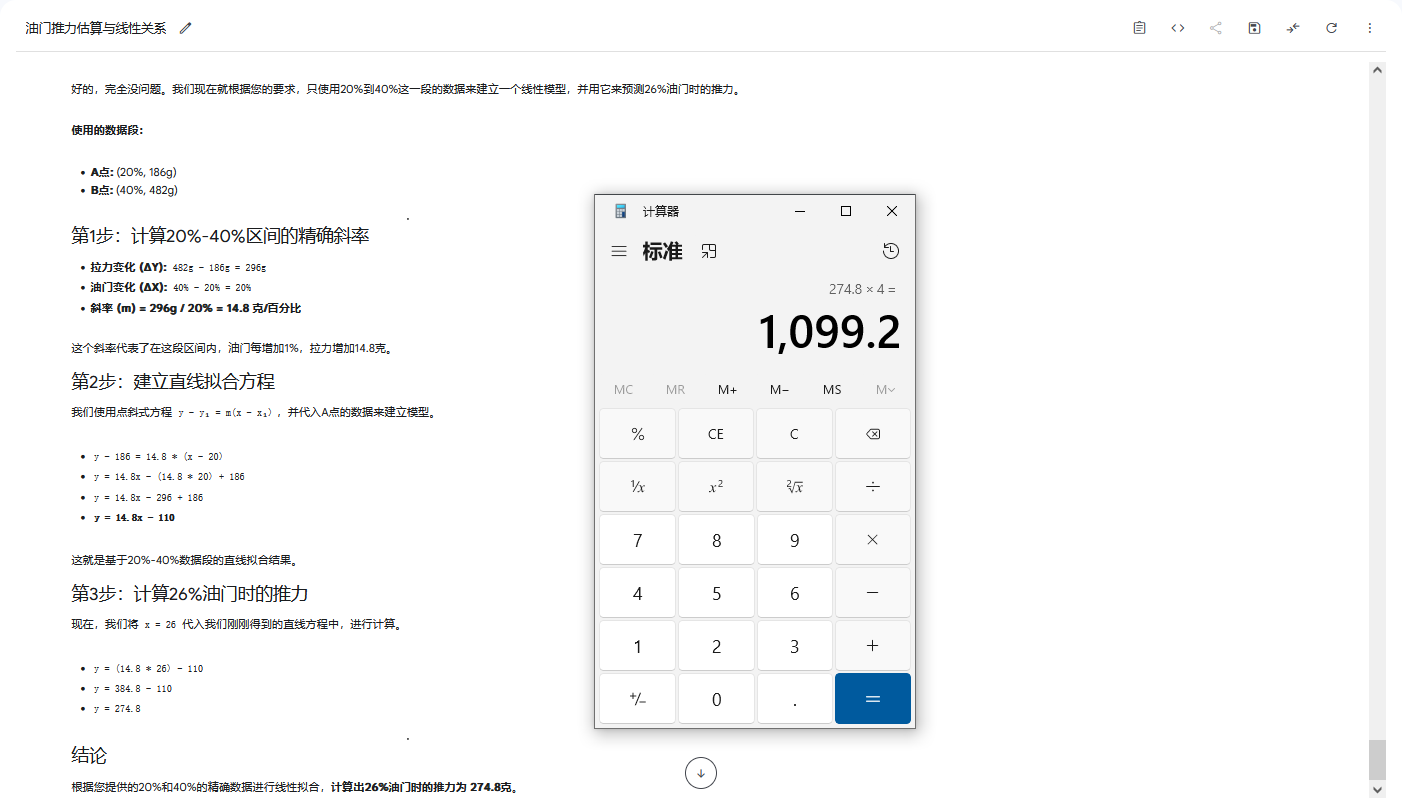 油门推力估算与线性关系
好的，完全没问题。我们现在就根据您的要求，只使用20%到40%这一段的数据来建立一个线性模型，并用它来预测26%油门时的推力。
使用的数据段：
A点: (20%, 186g)
B点: (40%, 482g)
第1步：计算20%-40%区间的精确斜率
拉力变化 (ΔY): 482g - 186g = 296g
油门变化 (ΔX): 40% - 20% = 20%
斜率 (m) = 296g / 20% = 14.8 克/百分比
这个斜率代表了在这段区间内，油门每增加1%，拉力增加14.8克。
第2步：建立直线拟合方程
我们使用点斜式方程 y - y₁ = m(x - x₁) ，并代入A点的数据来建立模型。
y - 186 = 14.8 * (x - 20)
y = 14.8x - (14.8 * 20) + 186
y = 14.8x - 296 + 186
y = 14.8x - 110
这就是基于20%-40%数据段的直线拟合结果。
第3步：计算26%油门时的推力
现在，我们将 x = 26 代入我们刚刚得到的直线方程中，进行计算。
y = (14.8 * 26) - 110
y = 384.8 - 110
y = 274.8
结论
根据您提供的20%和40%的精确数据进行线性拟合，计算出26%油门时的推力为 274.8克。
计算器
标准
274.8 × 4 =
1,099.2
MC MR M+ M− MS M˅
% CE C
¹/x x² ²√x ÷
7 8 9 ×
4 5 6 −
1 2 3 +
+/− 0 . =